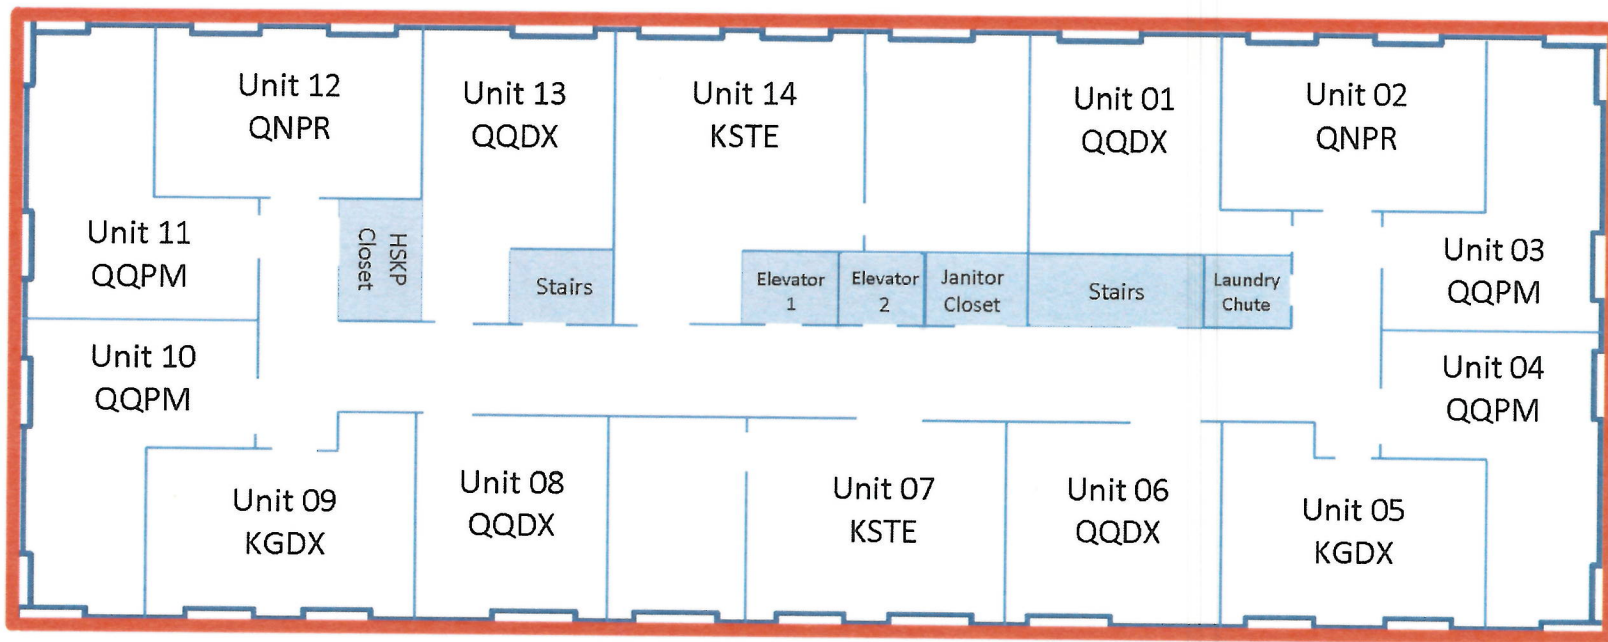 Unit 12
QNPR
Unit 13
QQDX
Unit 14
KSTE
Unit 01
QQDX
Unit 02
QNPR
Unit 11
QQPM
HSKP
Closet
Stairs
Elevator
1
Elevator
2
Janitor
Closet
Stairs
Laundry
Chute
Unit 03
QQPM
Unit 10
QQPM
Unit 04
QQPM
Unit 09
KGDX
Unit 08
QQDX
Unit 07
KSTE
Unit 06
QQDX
Unit 05
KGDX